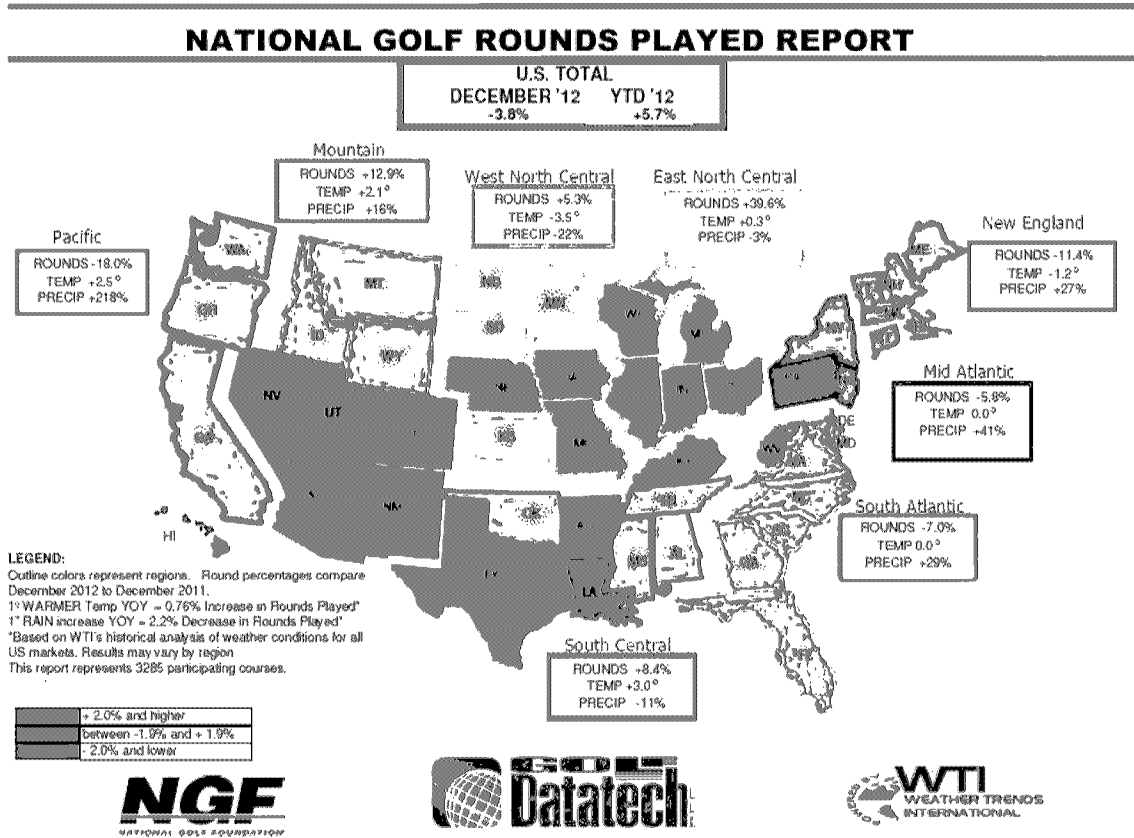 NATIONAL GOLF ROUNDS PLAYED REPORT
U.S. TOTAL
DECEMBER '12 YTD '12
-3.8% +5.7%
Mountain
ROUNDS +12.9%
TEMP +2.1°
PRECIP +16%
West North Central
ROUNDS +5.3%
TEMP -3.5°
PRECIP -22%
East North Central
ROUNDS +39.6%
TEMP +0.3°
PRECIP -3%
New England
ROUNDS -11.4%
TEMP -1.2°
PRECIP +27%
Pacific
ROUNDS -18.0%
TEMP +2.5°
PRECIP +218%
Mid Atlantic
ROUNDS -5.8%
TEMP 0.0°
PRECIP +41%
South Atlantic
ROUNDS -7.0%
TEMP 0.0°
PRECIP +29%
South Central
ROUNDS +8.4%
TEMP +3.0°
PRECIP -11%
WA
MT
ME
ID
WY
NY
NV
UT
DE
MD
NM
LA
HI
LEGEND:
Outline colors represent regions. Round percentages compare
December 2012 to December 2011.
1° WARMER Temp YOY = 0.76% Increase in Rounds Played*
1" RAIN increase YOY = 2.2% Decrease in Rounds Played*
*Based on WTI's historical analysis of weather conditions for all
US markets. Results may vary by region
This report represents 3285 participating courses.
+ 2.0% and higher
between -1.9% and + 1.9%
- 2.0% and lower
NGF
NATIONAL GOLF FOUNDATION
GOLF
Datatech
POWERED
WTI
WEATHER TRENDS
INTERNATIONAL